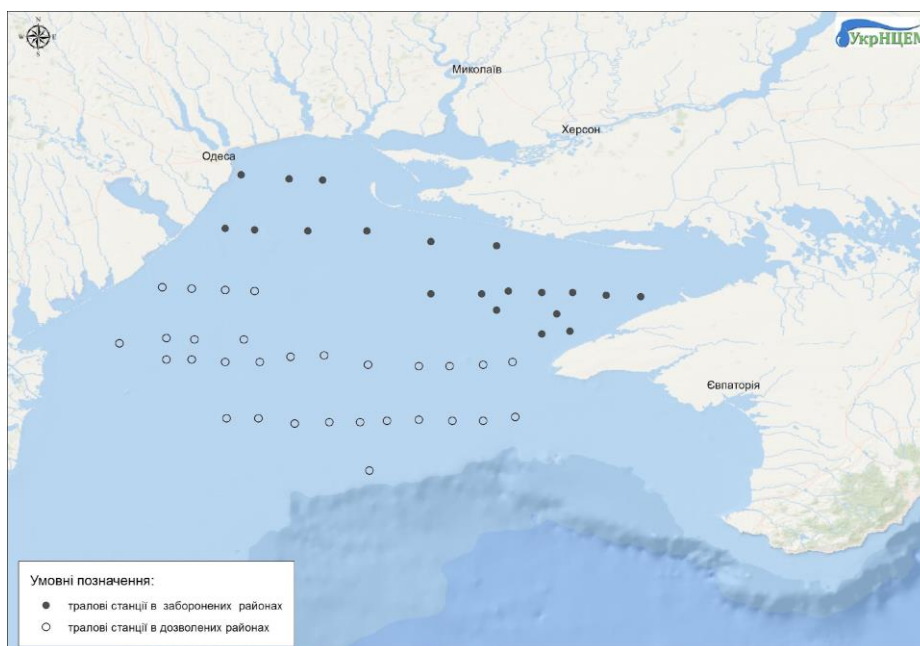 N
W E
S
УкрНЦЕМ
Миколаїв
Херсон
Одеса
Євпаторія
Умовні позначення:
тралові станції в заборонених районах
тралові станції в дозволених районах